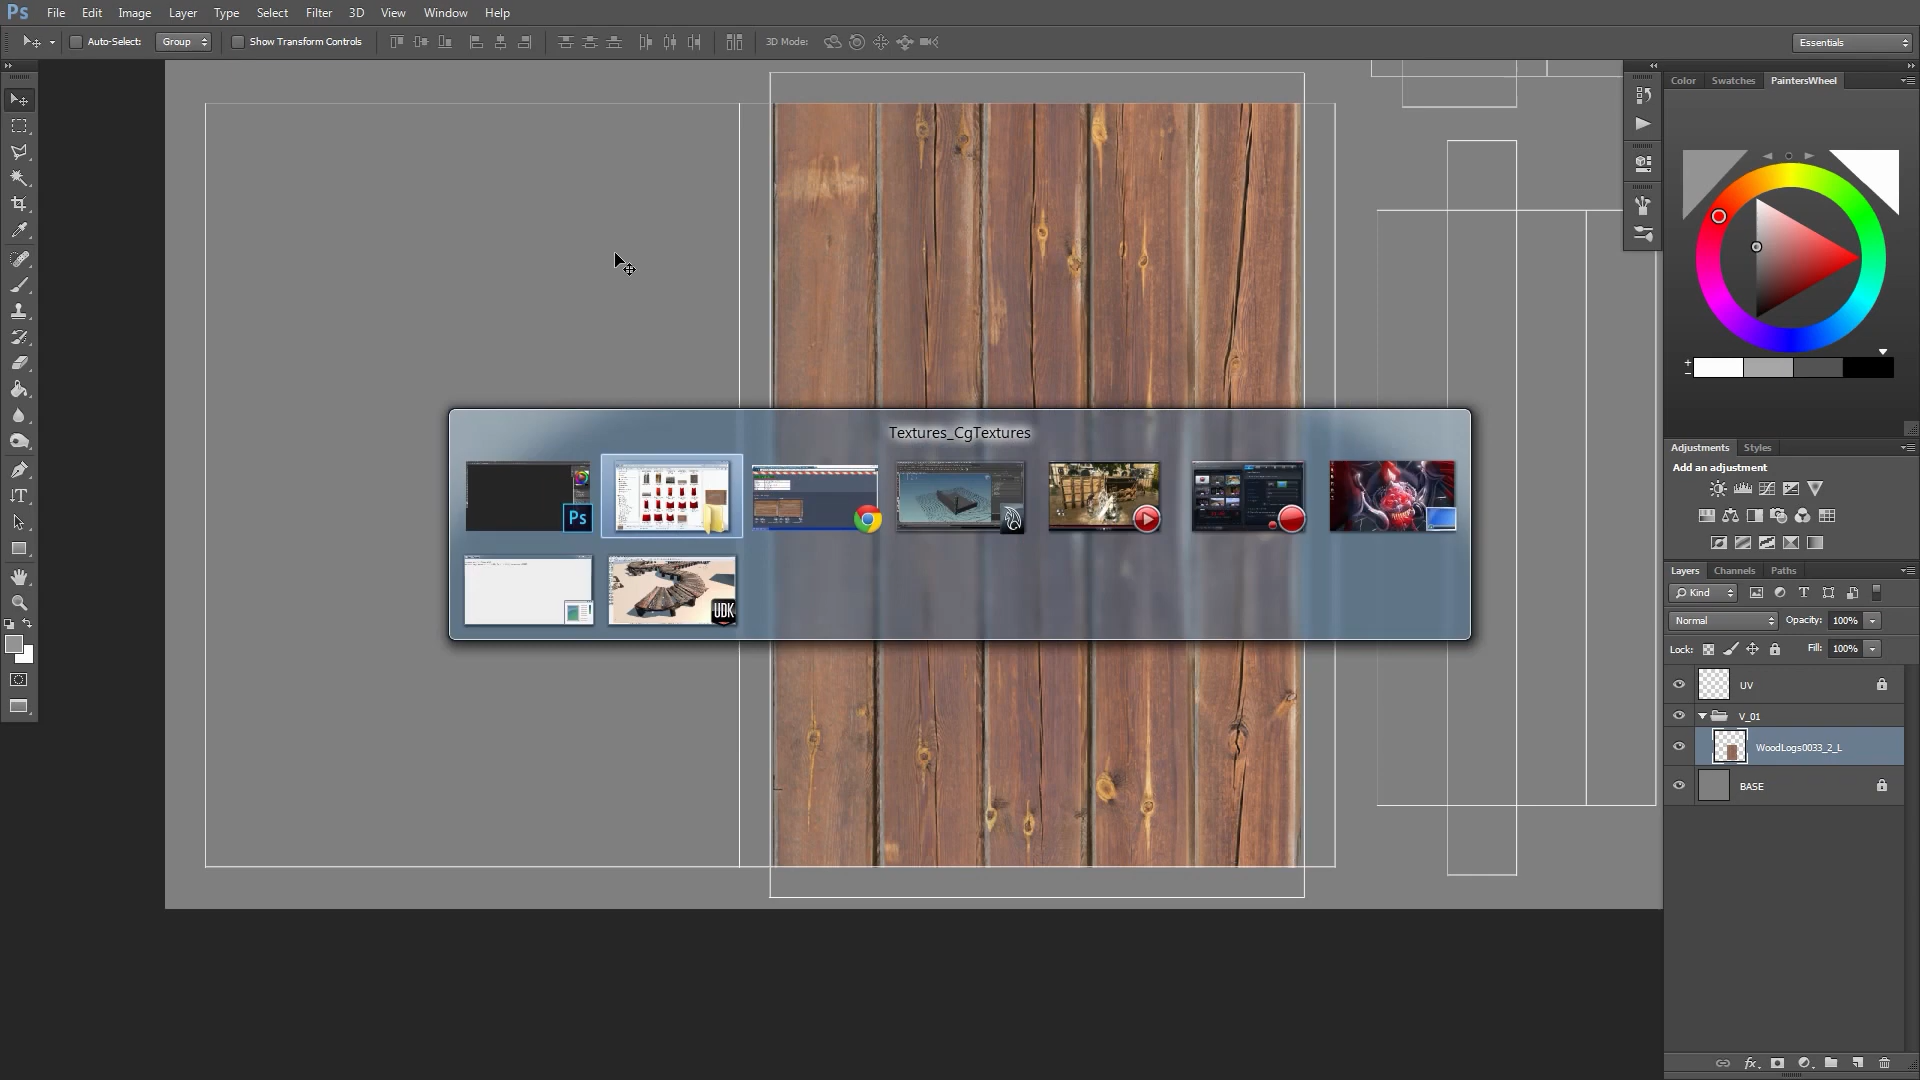 Ps File Edit Image Layer Type Select Filter 3D View Window Help
Auto-Select: Group Show Transform Controls 3D Mode: Essentials
Color Swatches PaintersWheel
Textures_CgTextures
Ps
UDK
Adjustments Styles
Add an adjustment
Layers Channels Paths
Kind
Normal Opacity: 100%
Lock: Fill: 100%
UV
V_01
WoodLogs0033_2_L
BASE